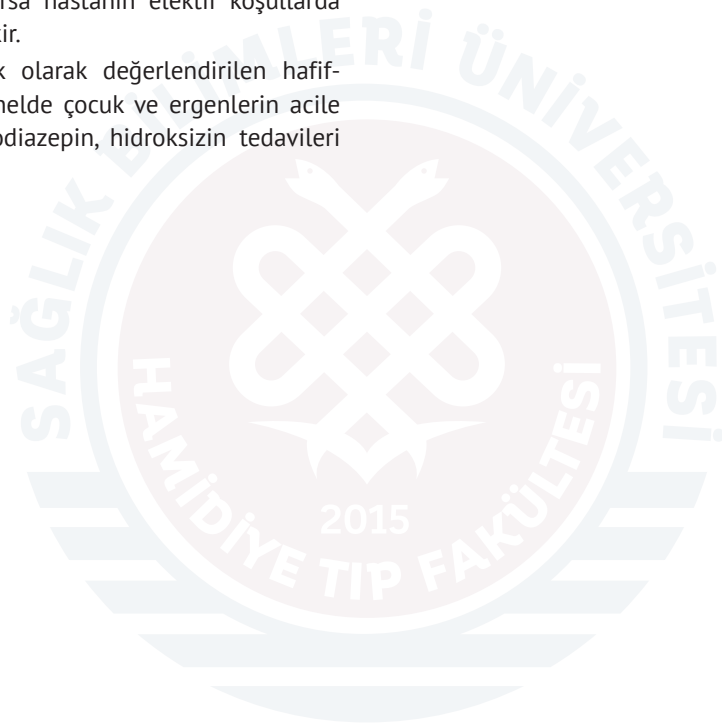 rsa hastanın elektif koşullarda
ir.
k olarak değerlendirilen hafif-
nelde çocuk ve ergenlerin acile
odiazepin, hidroksizin tedavileri
SAĞLIK BİLİMLERİ ÜNİVERSİTESİ
HAMİDİYE TIP FAKÜLTESİ
2015